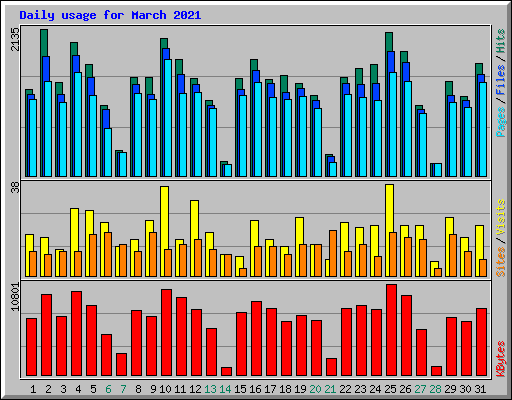 Daily usage for March 2021
2135
Pages / Files / Hits
38
Sites / Visits
10801
KBytes
1 2 3 4 5 6 7 8 9 10 11 12 13 14 15 16 17 18 19 20 21 22 23 24 25 26 27 28 29 30 31